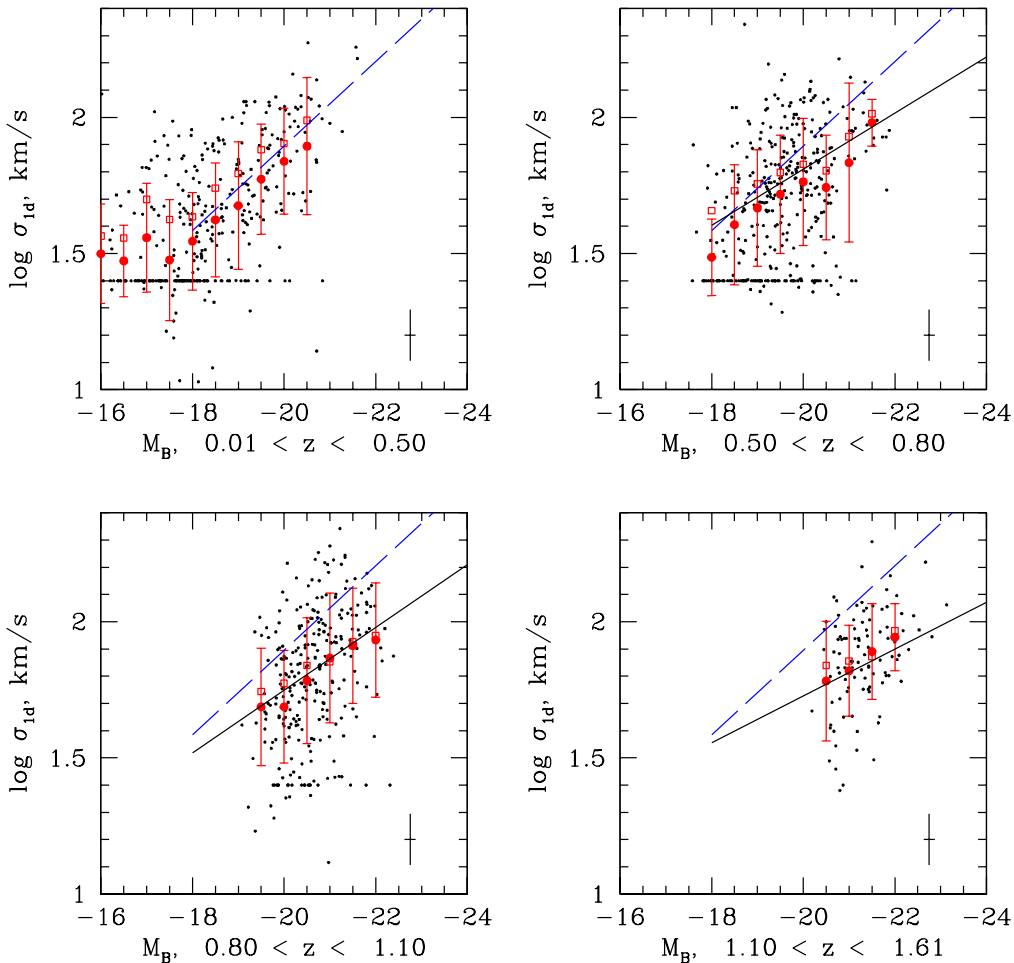 log σ1d, km/s
2
1.5
1
−16 −18 −20 −22 −24
MB, 0.01 < z < 0.50
log σ1d, km/s
2
1.5
1
−16 −18 −20 −22 −24
MB, 0.50 < z < 0.80
log σ1d, km/s
2
1.5
1
−16 −18 −20 −22 −24
MB, 0.80 < z < 1.10
log σ1d, km/s
2
1.5
1
−16 −18 −20 −22 −24
MB, 1.10 < z < 1.61